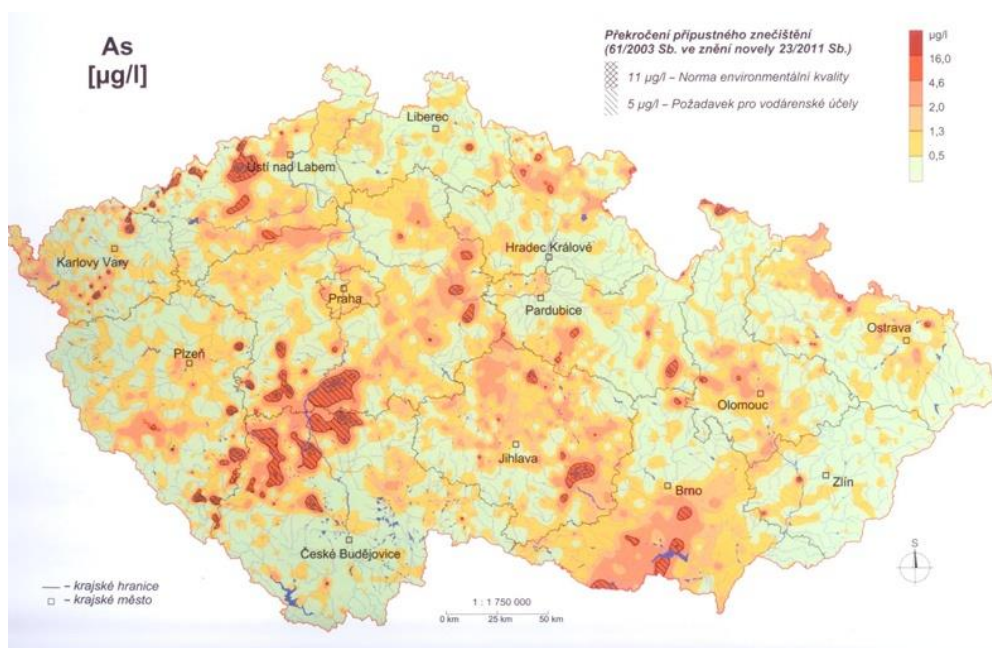 As
[µg/l]
Překročení přípustného znečištění
(61/2003 Sb. ve znění novely 23/2011 Sb.)
11 µg/l – Norma environmentální kvality
5 µg/l – Požadavek pro vodárenské účely
µg/l
16,0
4,6
2,0
1,3
0,5
Liberec
Ústí nad Labem
Karlovy Vary
Hradec Králové
Praha
Pardubice
Ostrava
Plzeň
Olomouc
Jihlava
Zlín
Brno
České Budějovice
S
– krajské hranice
– krajské město
1 : 1 750 000
0 km 25 km 50 km